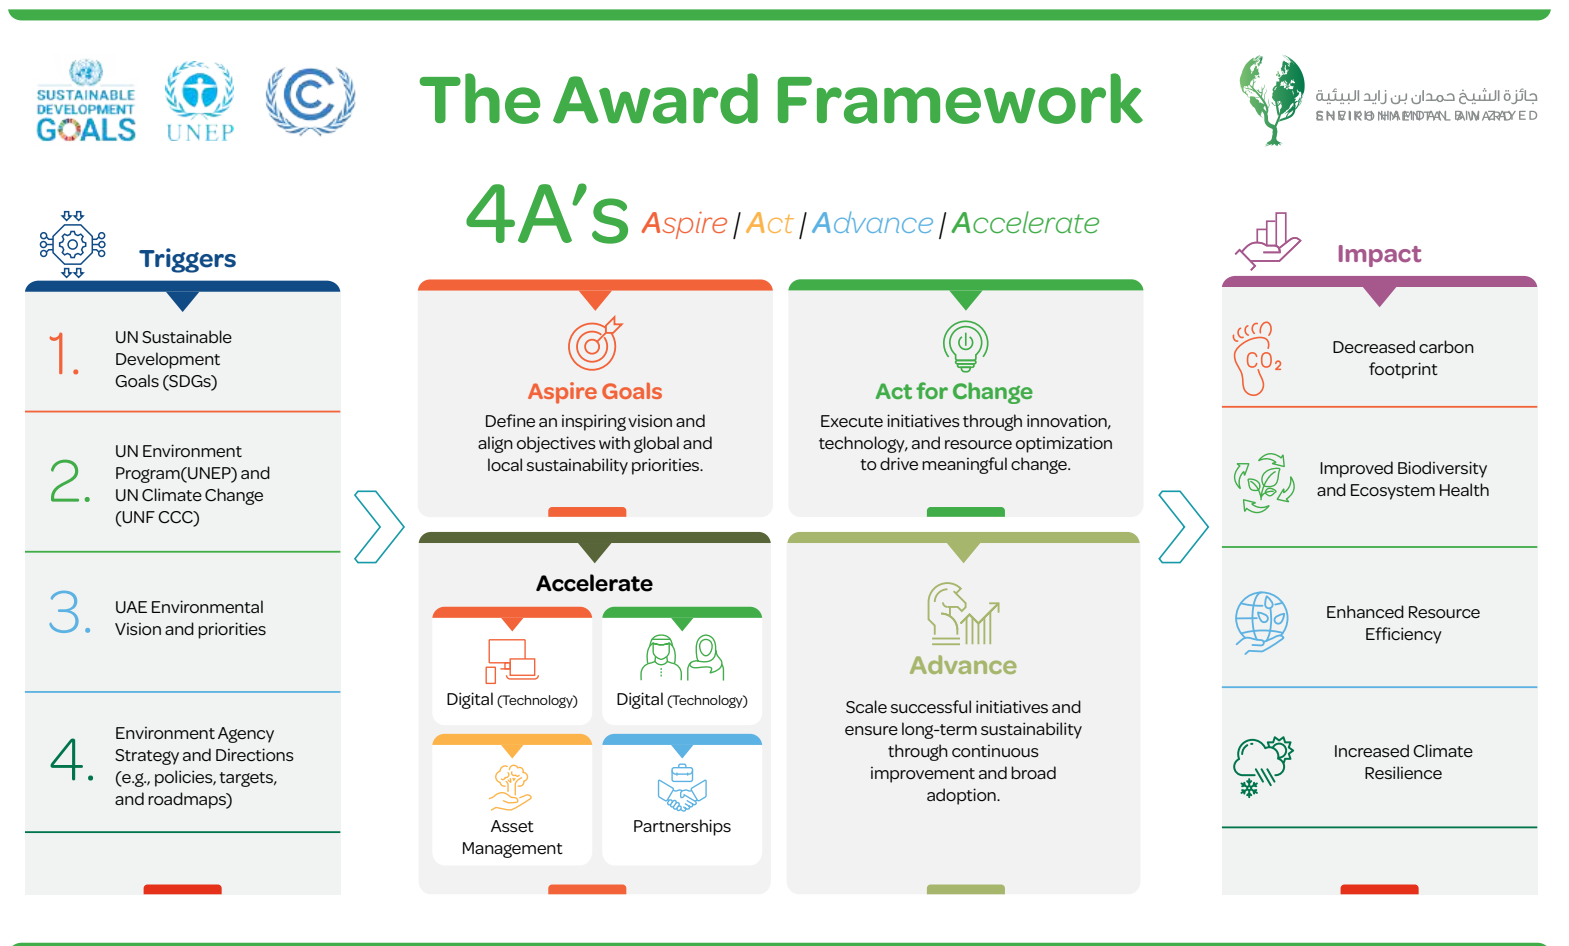 SUSTAINABLE
DEVELOPMENT
GOALS
UNEP
The Award Framework
جائزة الشيخ حمدان بن زايد البيئية
4A's Aspire | Act | Advance | Accelerate
Triggers
1.
UN Sustainable
Development
Goals (SDGs)
2.
UN Environment
Program(UNEP) and
UN Climate Change
(UNF CCC)
3.
UAE Environmental
Vision and priorities
4.
Environment Agency
Strategy and Directions
(e.g., policies, targets,
and roadmaps)
Aspire Goals
Define an inspiring vision and
align objectives with global and
local sustainability priorities.
Act for Change
Execute initiatives through innovation,
technology, and resource optimization
to drive meaningful change.
Accelerate
Digital (Technology)
Digital (Technology)
Asset
Management
Partnerships
Advance
Scale successful initiatives and
ensure long-term sustainability
through continuous
improvement and broad
adoption.
Impact
CO2
Decreased carbon
footprint
Improved Biodiversity
and Ecosystem Health
Enhanced Resource
Efficiency
Increased Climate
Resilience